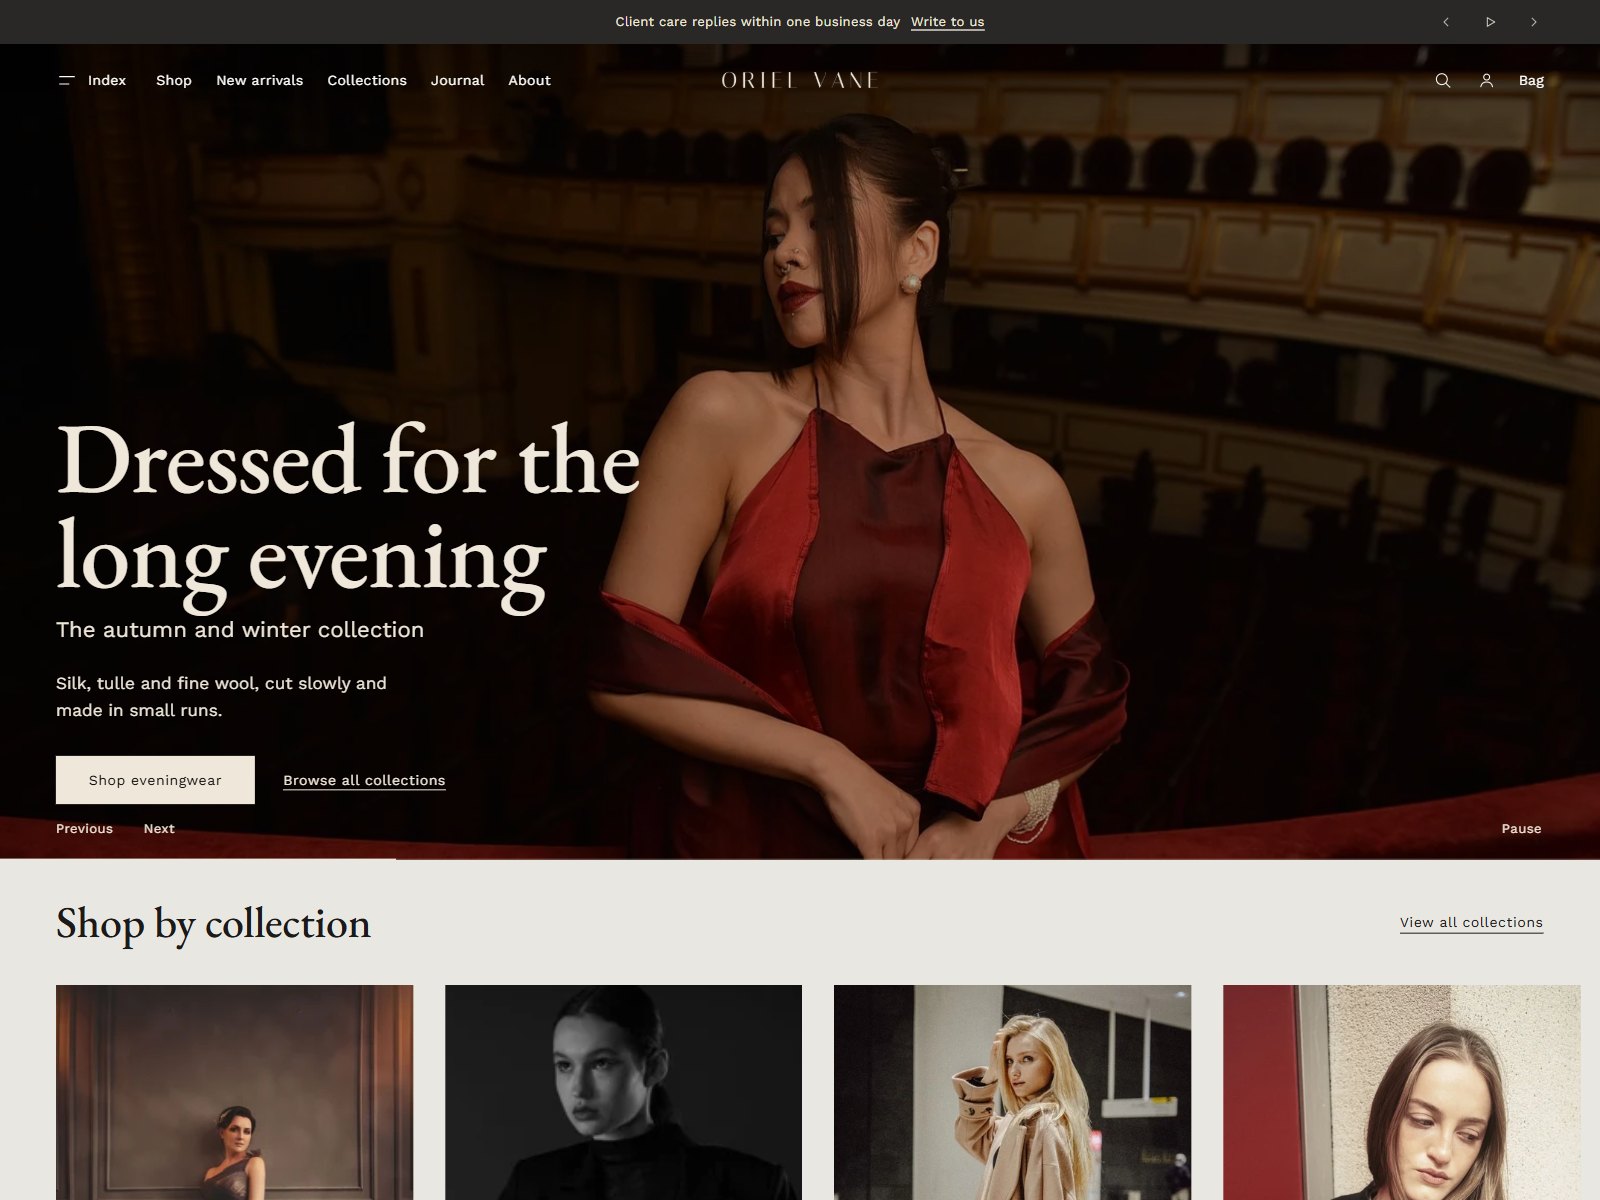 Client care replies within one business day Write to us
Index Shop New arrivals Collections Journal About
ORIEL VANE
Bag
Dressed for the
long evening
The autumn and winter collection
Silk, tulle and fine wool, cut slowly and
made in small runs.
Shop eveningwear Browse all collections
Previous Next
Pause
Shop by collection
View all collections